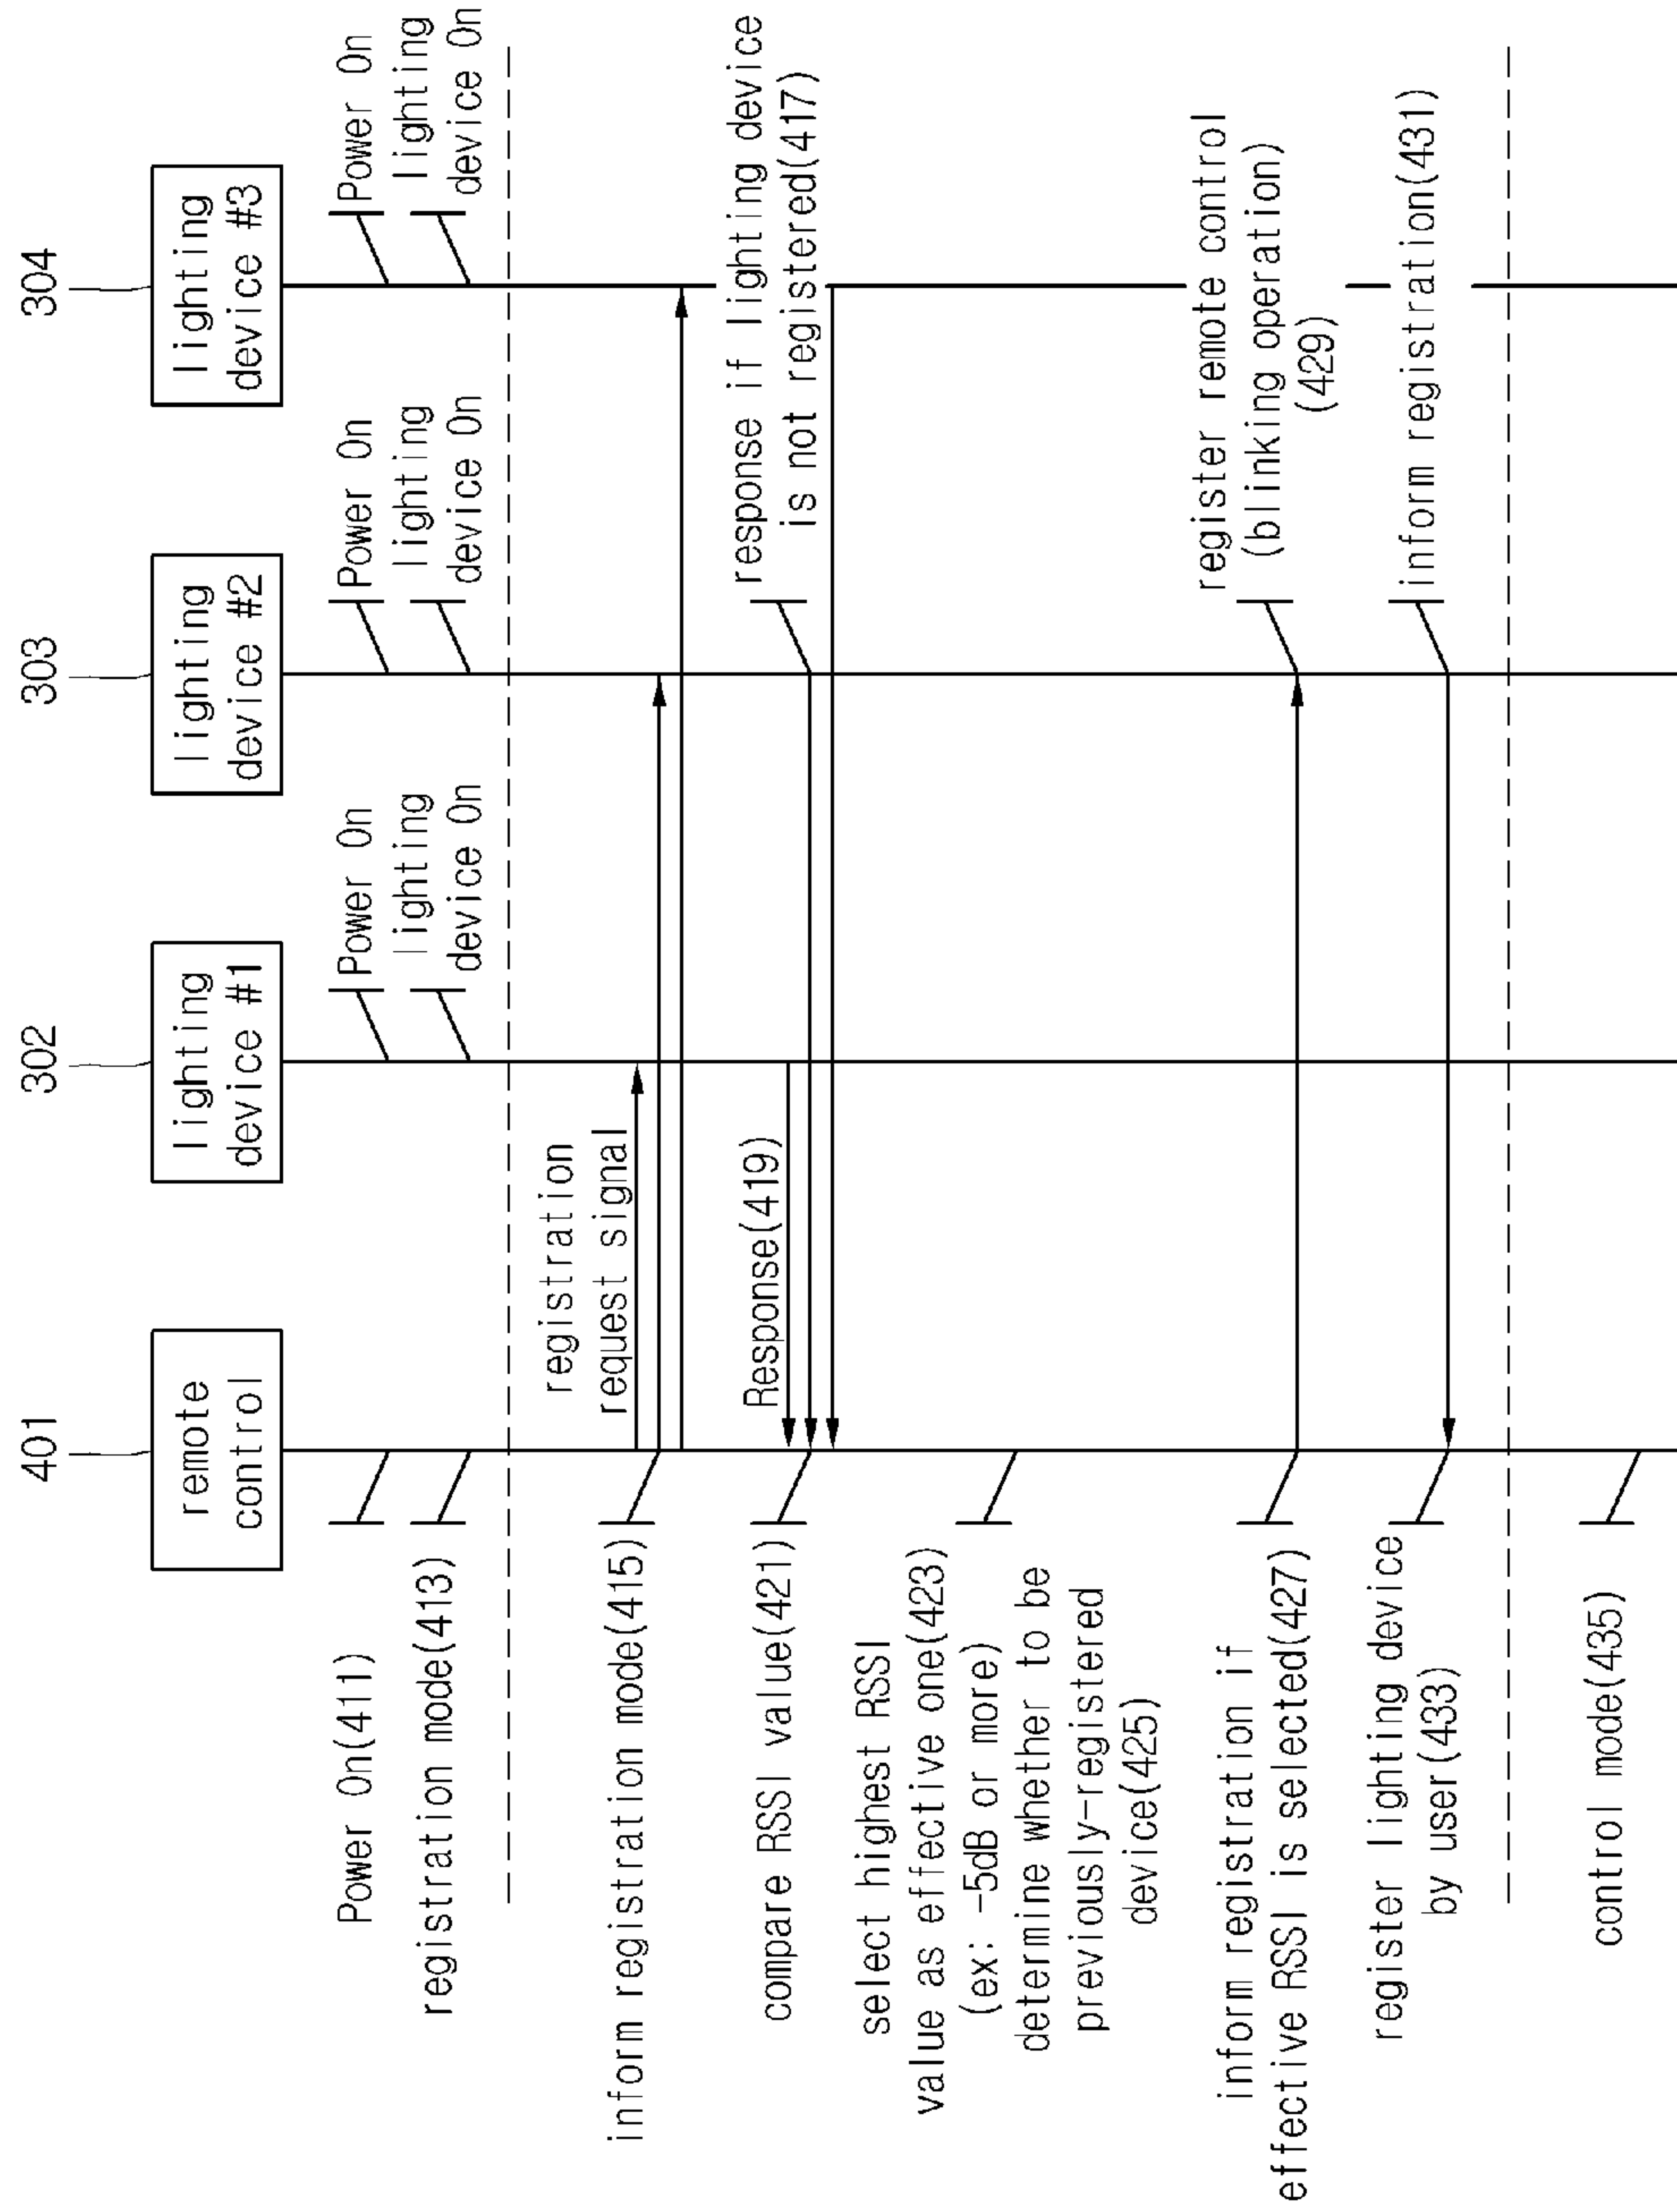 401
302
303
304
remote
control
lighting
device #1
lighting
device #2
lighting
device #3
Power On(411)
Power On
Power On
Power On
registration mode(413)
lighting
device On
lighting
device On
lighting
device On
registration
request signal
inform registration mode(415)
Response(419)
response if lighting device
is not registered(417)
compare RSSI value(421)
select highest RSSI
value as effective one(423)
(ex: -5dB or more)
determine whether to be
previously-registered
device(425)
inform registration if
effective RSSI is selected(427)
register remote control
(blinking operation)
(429)
register lighting device
by user(433)
inform registration(431)
control mode(435)